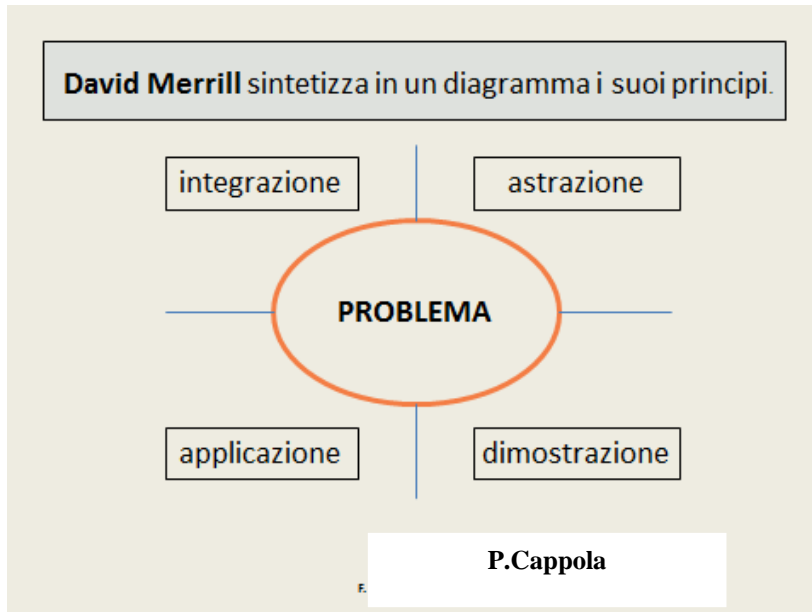 David Merrill sintetizza in un diagramma i suoi principi.
integrazione
astrazione
PROBLEMA
applicazione
dimostrazione
P.Cappola
F.